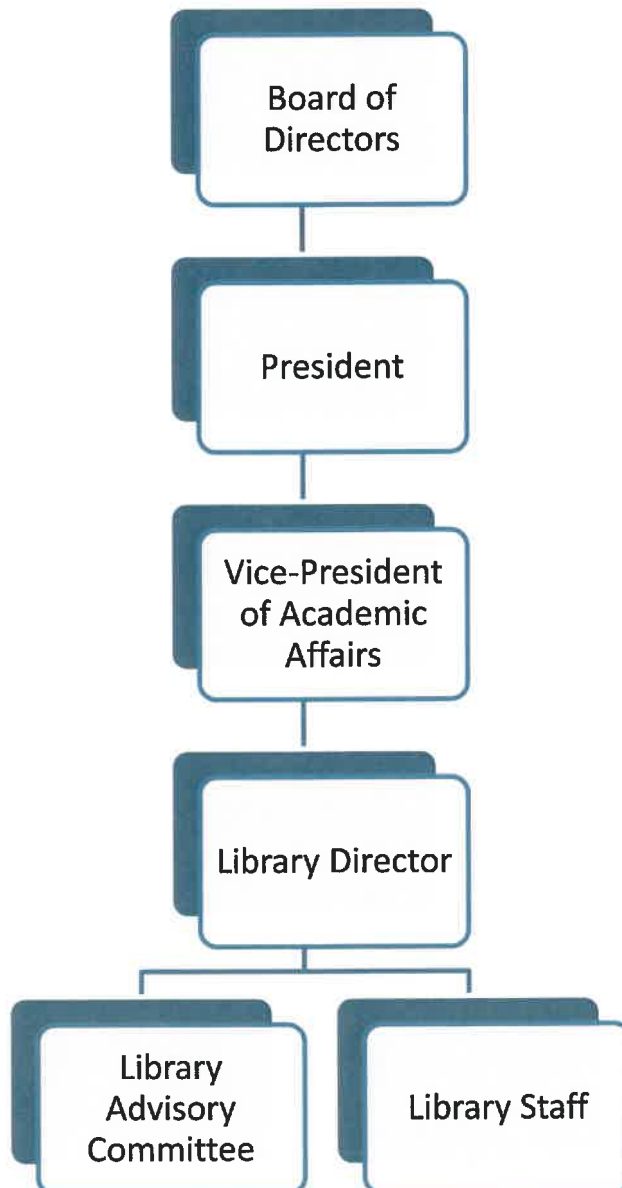 Board of
Directors
President
Vice-President
of Academic
Affairs
Library Director
Library
Advisory
Committee
Library Staff